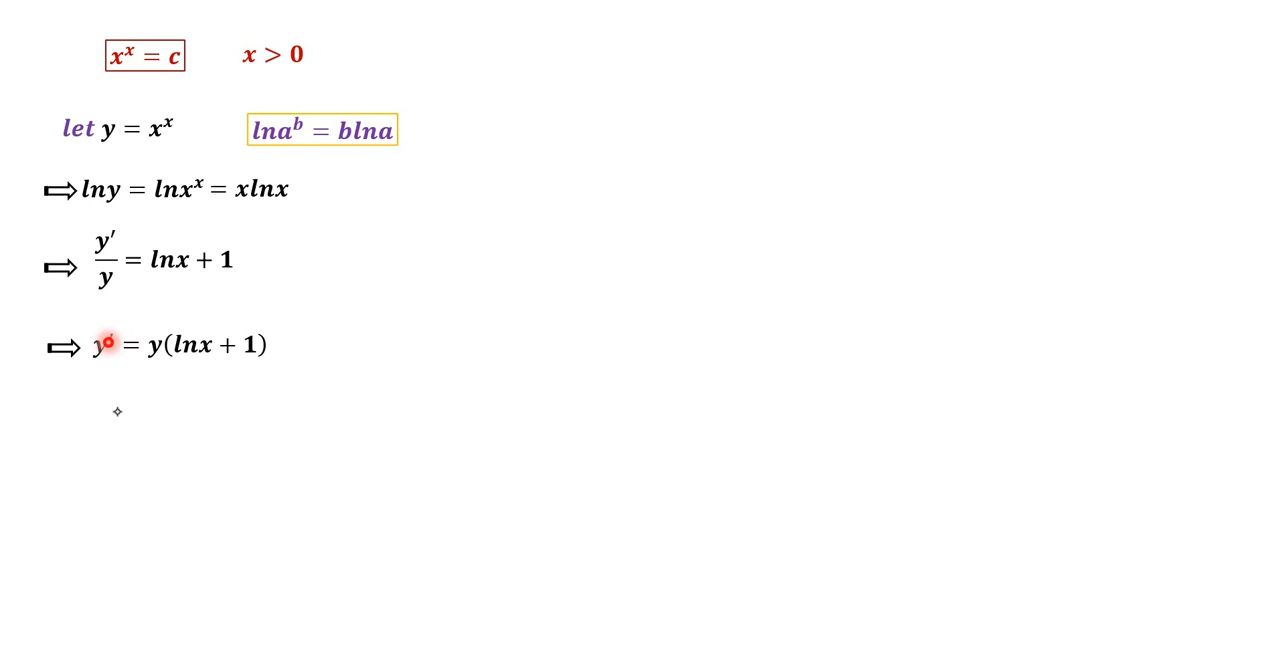 xˣ = c x > 0
let y = xˣ lnaᵇ = blna
⇒ lny = lnxˣ = xlnx
⇒ y′/y = lnx + 1
⇒ y′ = y(lnx + 1)